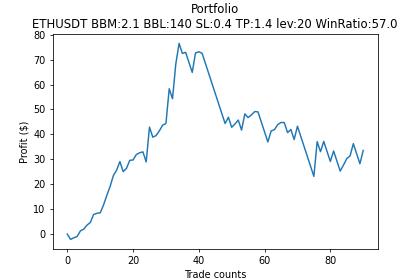 Portfolio
ETHUSDT BBM:2.1 BBL:140 SL:0.4 TP:1.4 lev:20 WinRatio:57.0
80
70
60
50
40
30
20
10
0
Profit ($)
0 20 40 60 80
Trade counts